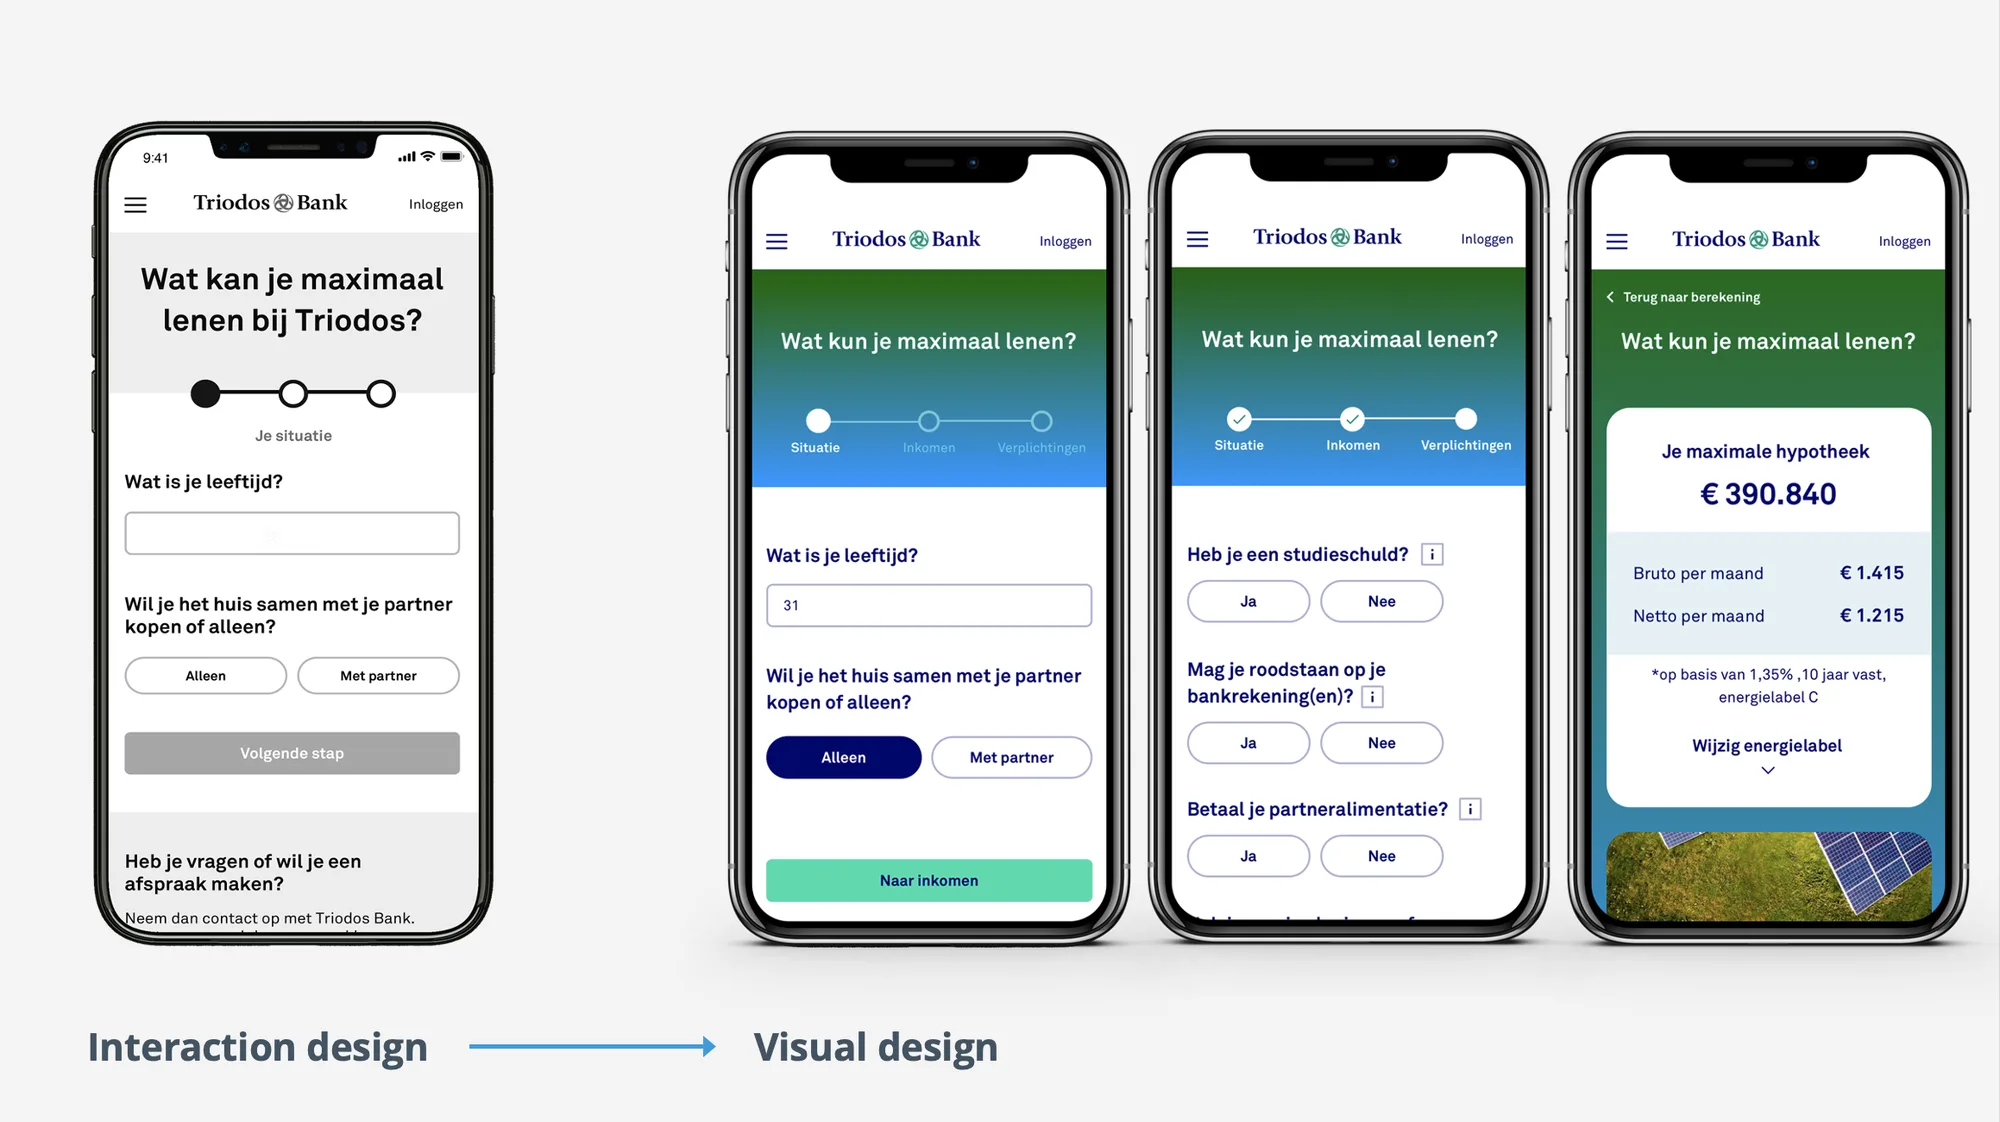 9:41
Triodos Bank
Inloggen
Wat kan je maximaal
lenen bij Triodos?
Je situatie
Wat is je leeftijd?
Wil je het huis samen met je partner
kopen of alleen?
Alleen
Met partner
Volgende stap
Heb je vragen of wil je een
afspraak maken?
Neem dan contact op met Triodos Bank.
Triodos Bank
Inloggen
Wat kun je maximaal lenen?
Situatie
Inkomen
Verplichtingen
Wat is je leeftijd?
31
Wil je het huis samen met je partner
kopen of alleen?
Alleen
Met partner
Naar inkomen
Triodos Bank
Inloggen
Wat kun je maximaal lenen?
Situatie
Inkomen
Verplichtingen
Heb je een studieschuld? i
Ja
Nee
Mag je roodstaan op je
bankrekening(en)? i
Ja
Nee
Betaal je partneralimentatie? i
Ja
Nee
Triodos Bank
Inloggen
Terug naar berekening
Wat kun je maximaal lenen?
Je maximale hypotheek
€ 390.840
Bruto per maand € 1.415
Netto per maand € 1.215
*op basis van 1,35% ,10 jaar vast,
energielabel C
Wijzig energielabel
Interaction design
Visual design